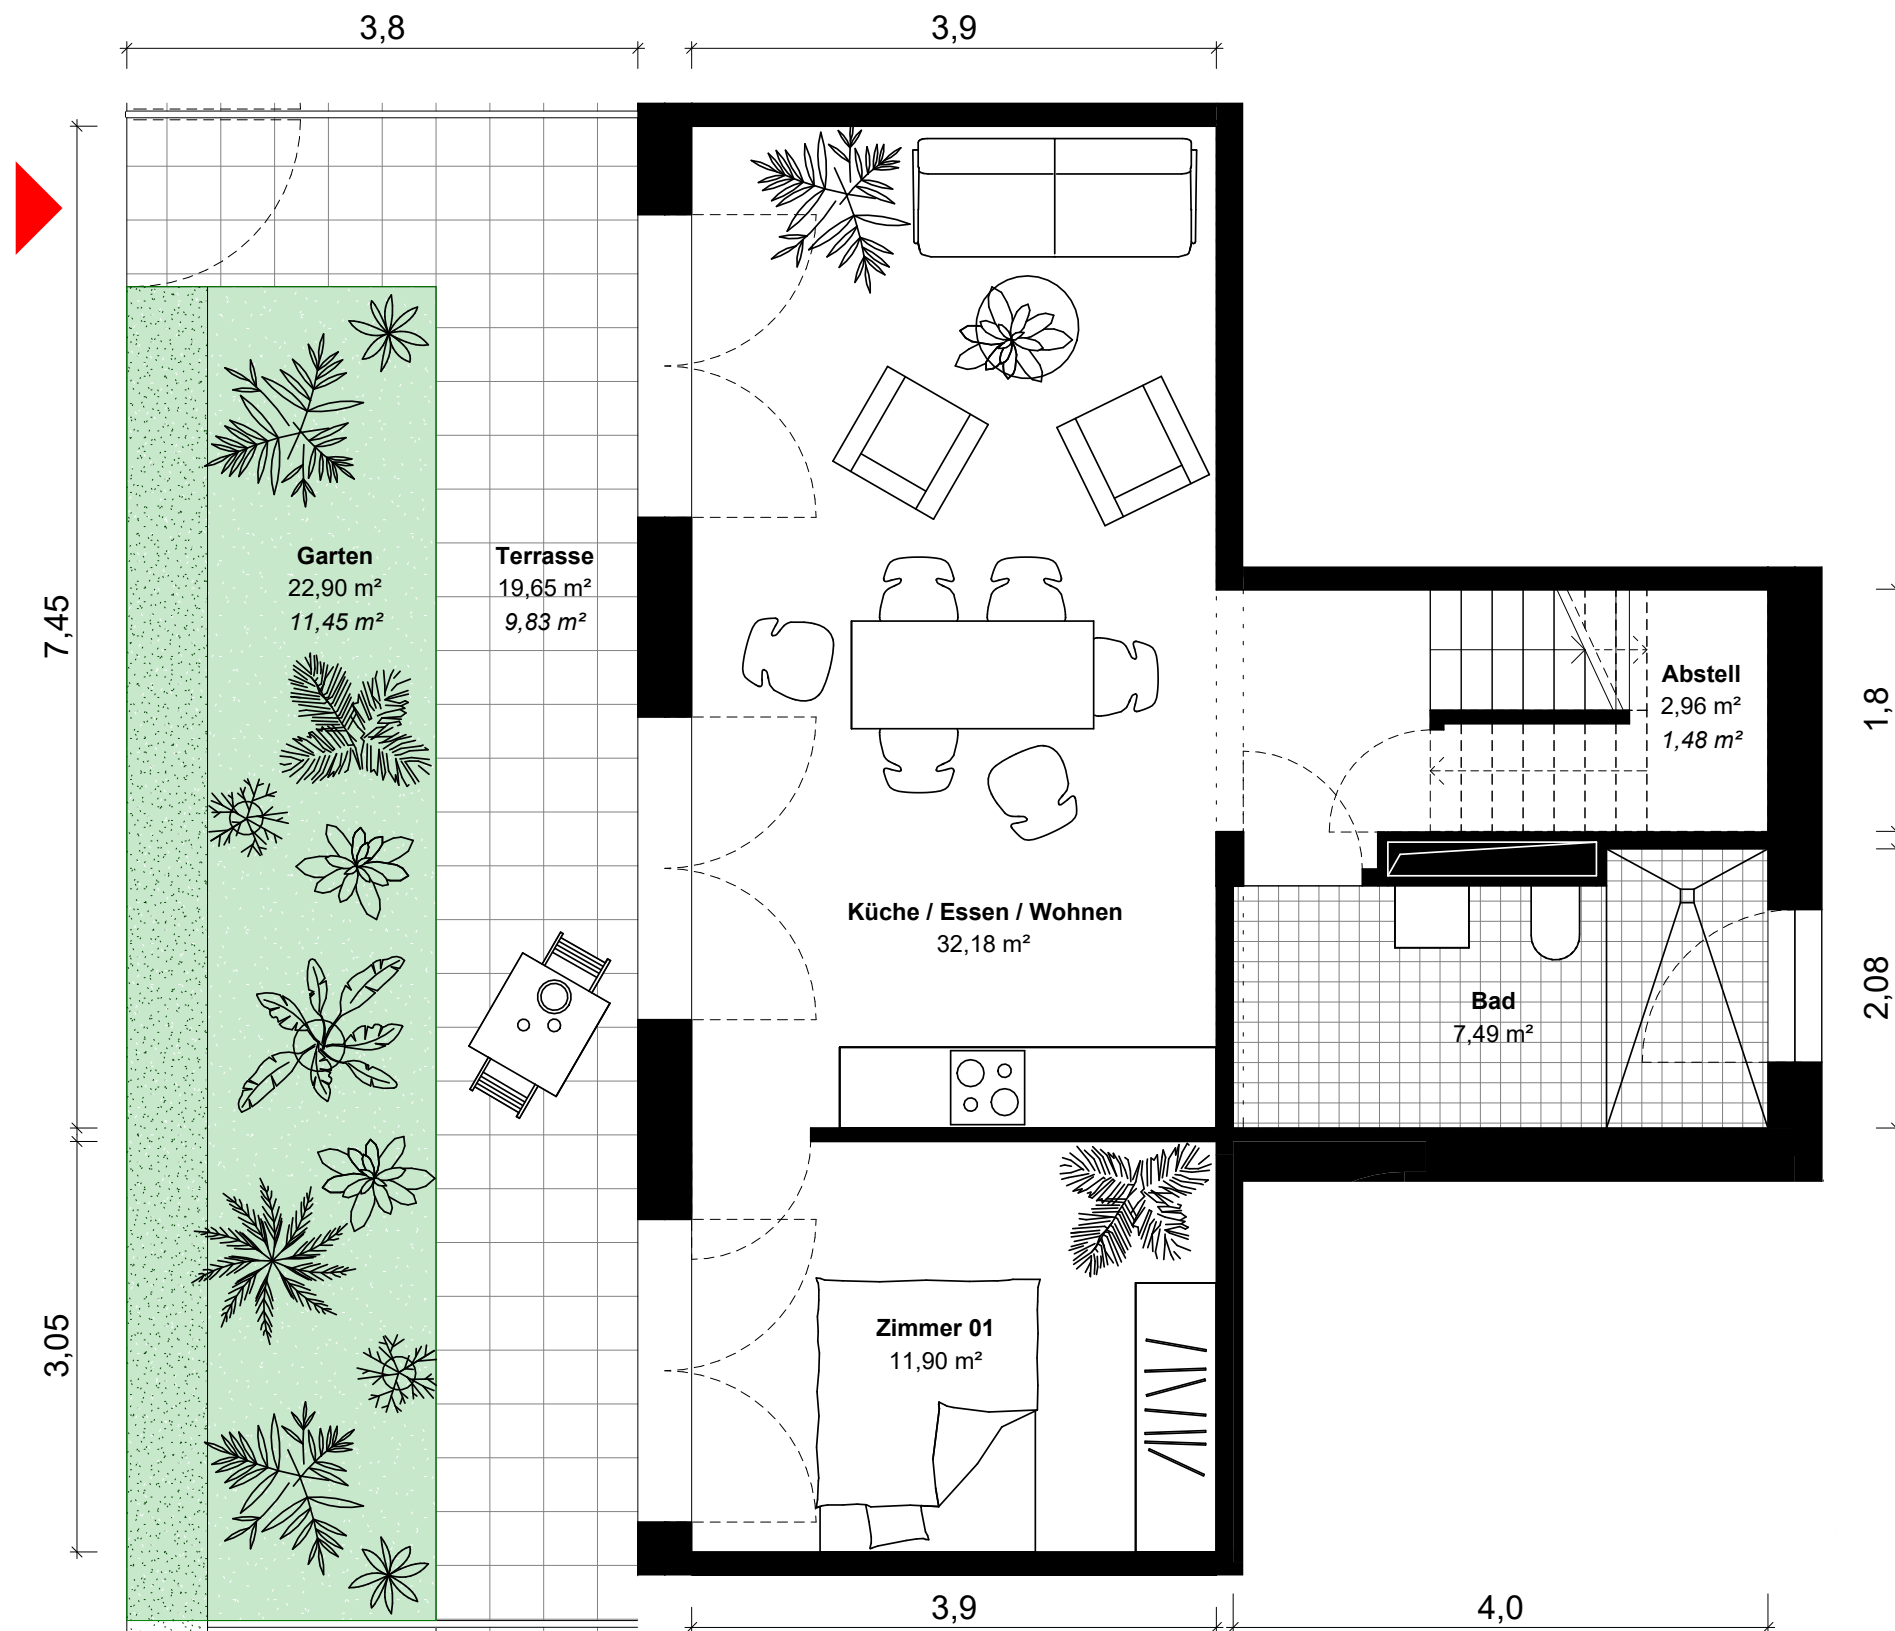 3,8
3,9
Garten
22,90 m²
11,45 m²
Terrasse
19,65 m²
9,83 m²
7,45
Abstell
2,96 m²
1,48 m²
1,8
Küche / Essen / Wohnen
32,18 m²
Bad
7,49 m²
2,08
Zimmer 01
11,90 m²
3,05
3,9
4,0